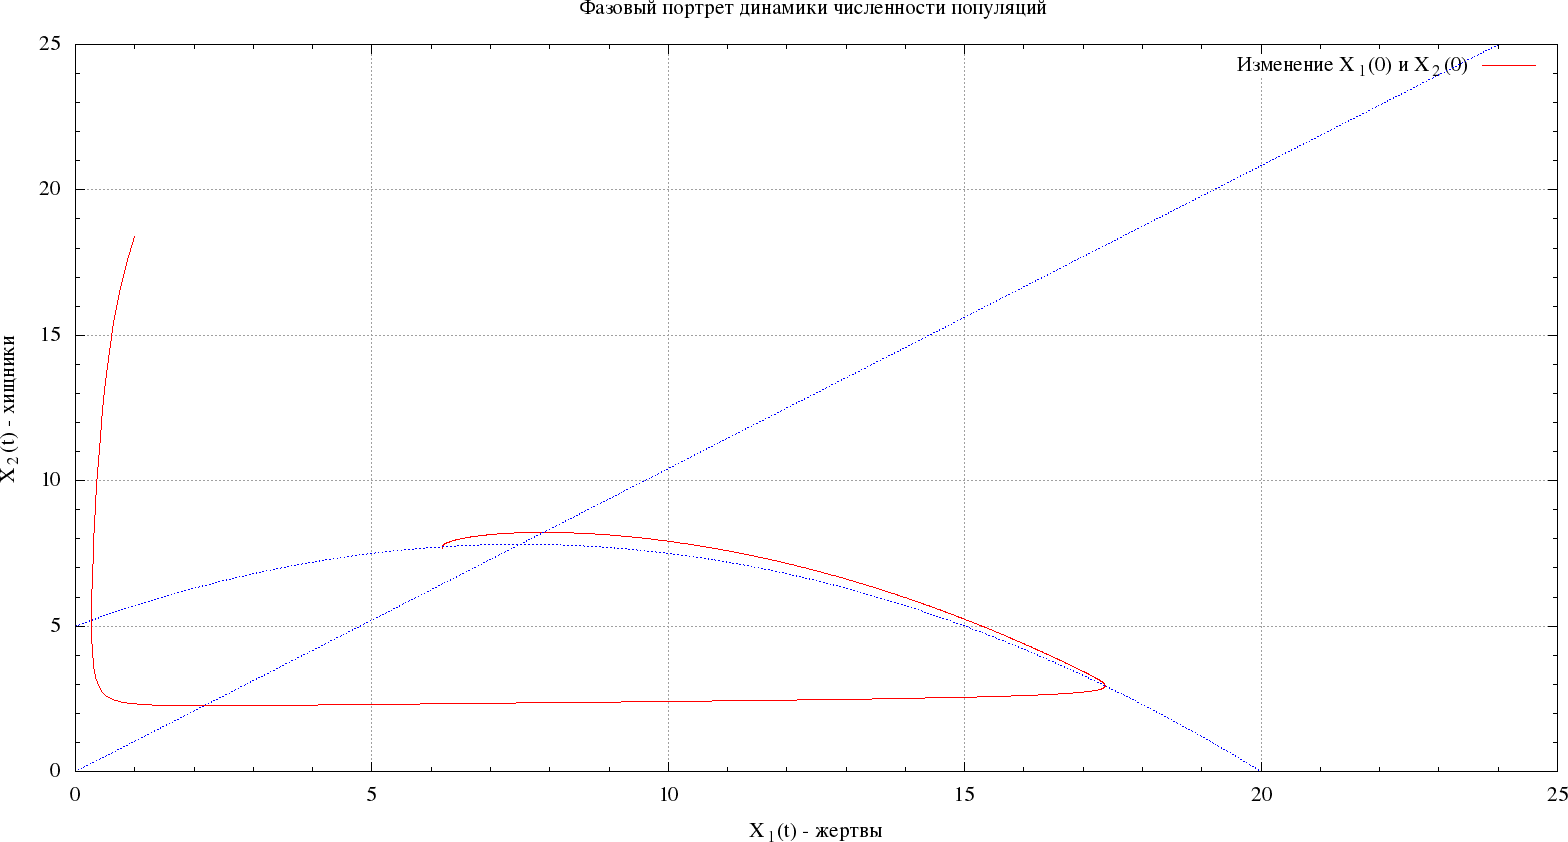 Фазовый портрет динамики численности популяций
Изменение X 1(0) и X 2(0)
25
20
15
10
5
0
X 2(t) - хищники
0 5 10 15 20 25
X 1(t) - жертвы